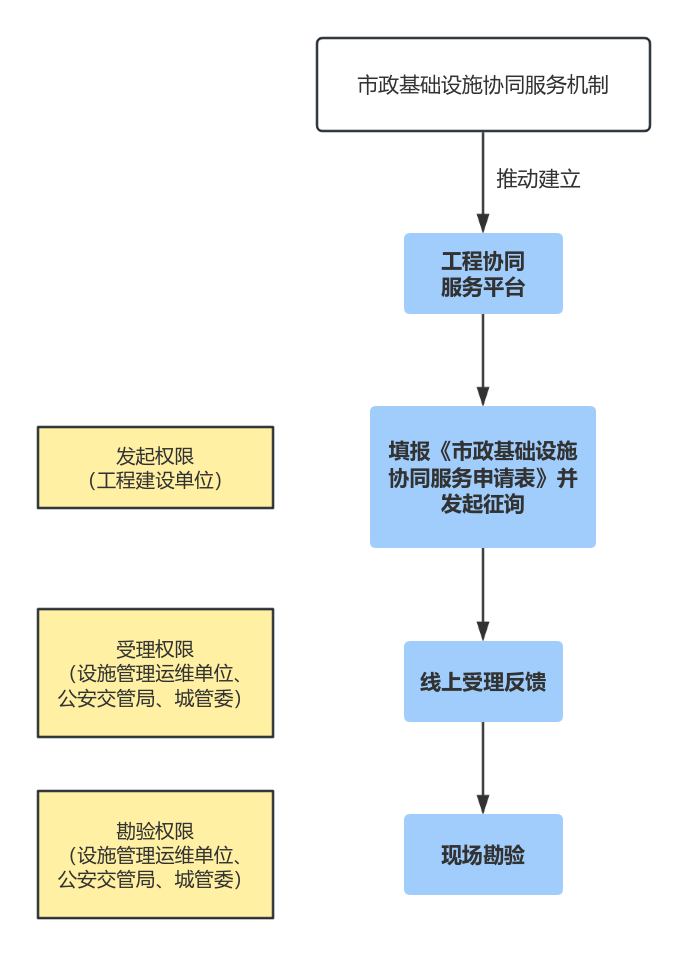 市政基础设施协同服务机制
推动建立
工程协同
服务平台
发起权限
（工程建设单位）
填报《市政基础设施
协同服务申请表》并
发起征询
受理权限
（设施管理运维单位、
公安交管局、城管委）
线上受理反馈
勘验权限
（设施管理运维单位、
公安交管局、城管委）
现场勘验